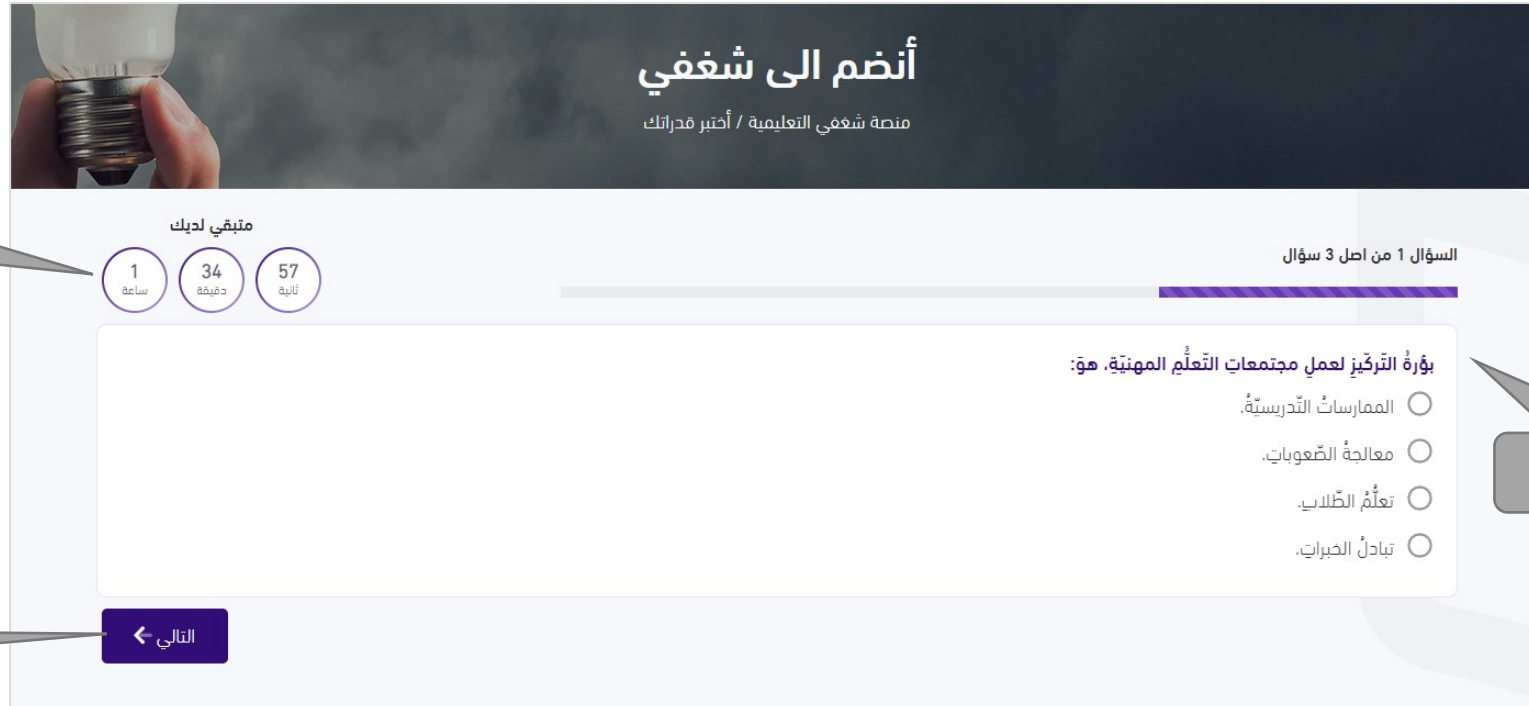 أنضم الى شغفي
منصة شغفي التعليمية / أختبر قدراتك
السؤال 1 من اصل 3 سؤال
متبقي لديك
57 ثانية
34 دقيقة
1 ساعة
بؤرةُ التّركّيزِ لعملِ مجتمعاتِ التّعلُّمِ المهنيّةِ، هوَ:
الممارساتُ التّدريسيّةُ.
معالجةُ الصّعوباتِ.
تعلُّمُ الطّلابِ.
تبادلُ الخبراتِ.
التالي